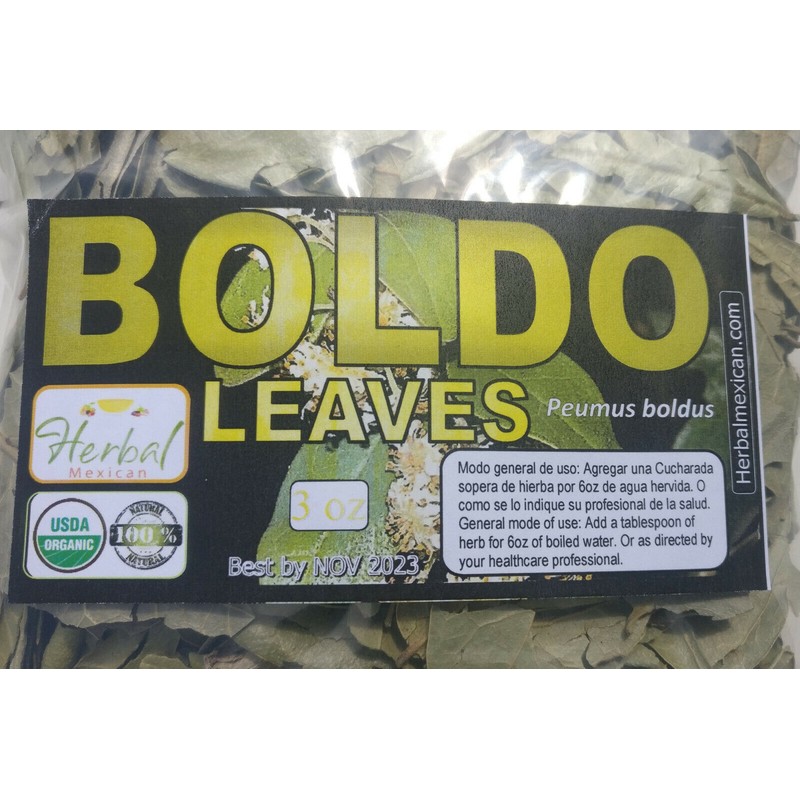 BOLDO
LEAVES
Peumus boldus
Herbalmexican.com
Herbal
Mexican
USDA
ORGANIC
NATURAL
100 %
NATURAL
3 oz
Best by NOV 2023
Modo general de uso: Agregar una Cucharada
sopera de hierba por 6oz de agua hervida. O
como se lo indique su profesional de la salud.
General mode of use: Add a tablespoon of
herb for 6oz of boiled water. Or as directed by
your healthcare professional.